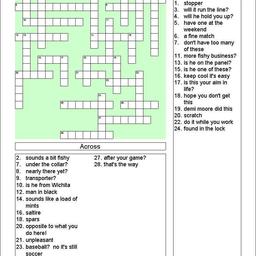 1. stopper
3. will it run the line?
4. will he hold you up?
5. have one at the
weekend
6. a fine match
7. don't have too many
of these
11. more fishy business?
13. is he on the panel?
15. is he one of these?
16. keep cool it's easy
17. is this your aim in
life?
18. hope you don't get
this
19. demi moore did this
20. scratch
22. do it while you work
24. found in the lock
Across
2. sounds a bit fishy
7. under the collar?
8. nearly there yet?
9. transporter?
10. is he from Wichita
12. man in black
14. sounds like a load of
mints
16. satire
18. spars
20. opposite to what you
do here!
21. unpleasant
23. baseball? no it's still
soccer
27. after your game?
28. that's the way